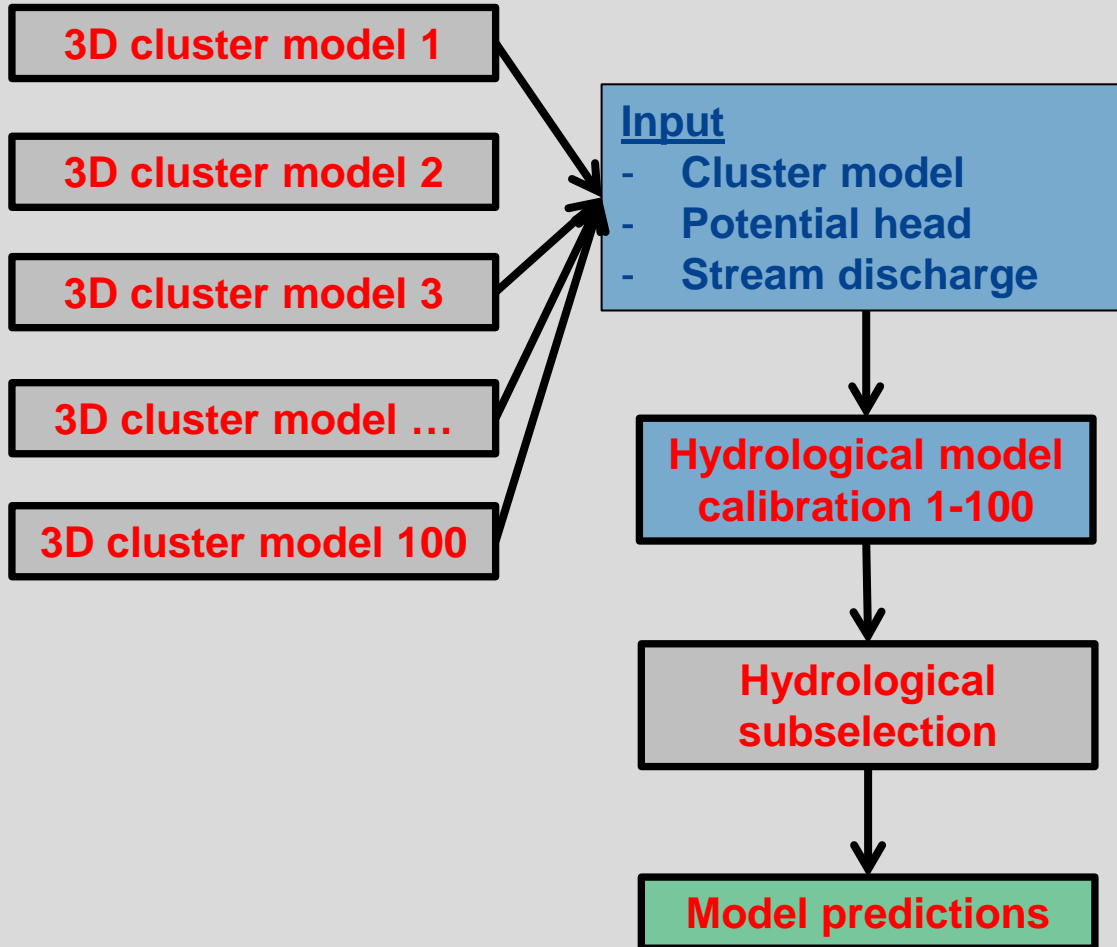 3D cluster model 1
3D cluster model 2
3D cluster model 3
3D cluster model …
3D cluster model 100
Input
- Cluster model
- Potential head
- Stream discharge
Hydrological model
calibration 1-100
Hydrological
subselection
Model predictions